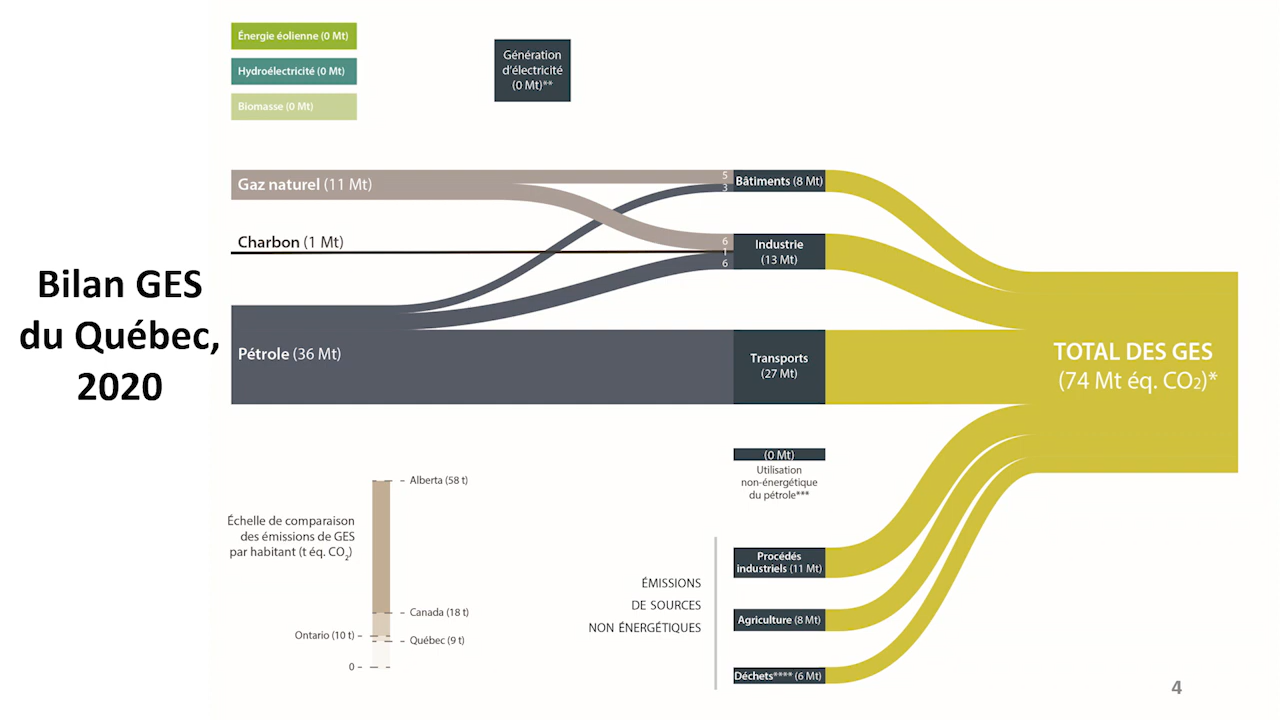 Bilan GES
du Québec,
2020
Énergie éolienne (0 Mt)
Hydroélectricité (0 Mt)
Biomasse (0 Mt)
Génération
d'électricité
(0 Mt)**
Gaz naturel (11 Mt)
Charbon (1 Mt)
Pétrole (36 Mt)
5
3
Bâtiments (8 Mt)
6
1
6
Industrie
(13 Mt)
Transports
(27 Mt)
TOTAL DES GES
(74 Mt éq. CO2)*
(0 Mt)
Utilisation
non-énergétique
du pétrole***
Échelle de comparaison
des émissions de GES
par habitant (t éq. CO2)
Alberta (58 t)
Canada (18 t)
Ontario (10 t)
Québec (9 t)
0
ÉMISSIONS
DE SOURCES
NON ÉNERGÉTIQUES
Procédés
industriels (11 Mt)
Agriculture (8 Mt)
Déchets**** (6 Mt)
4